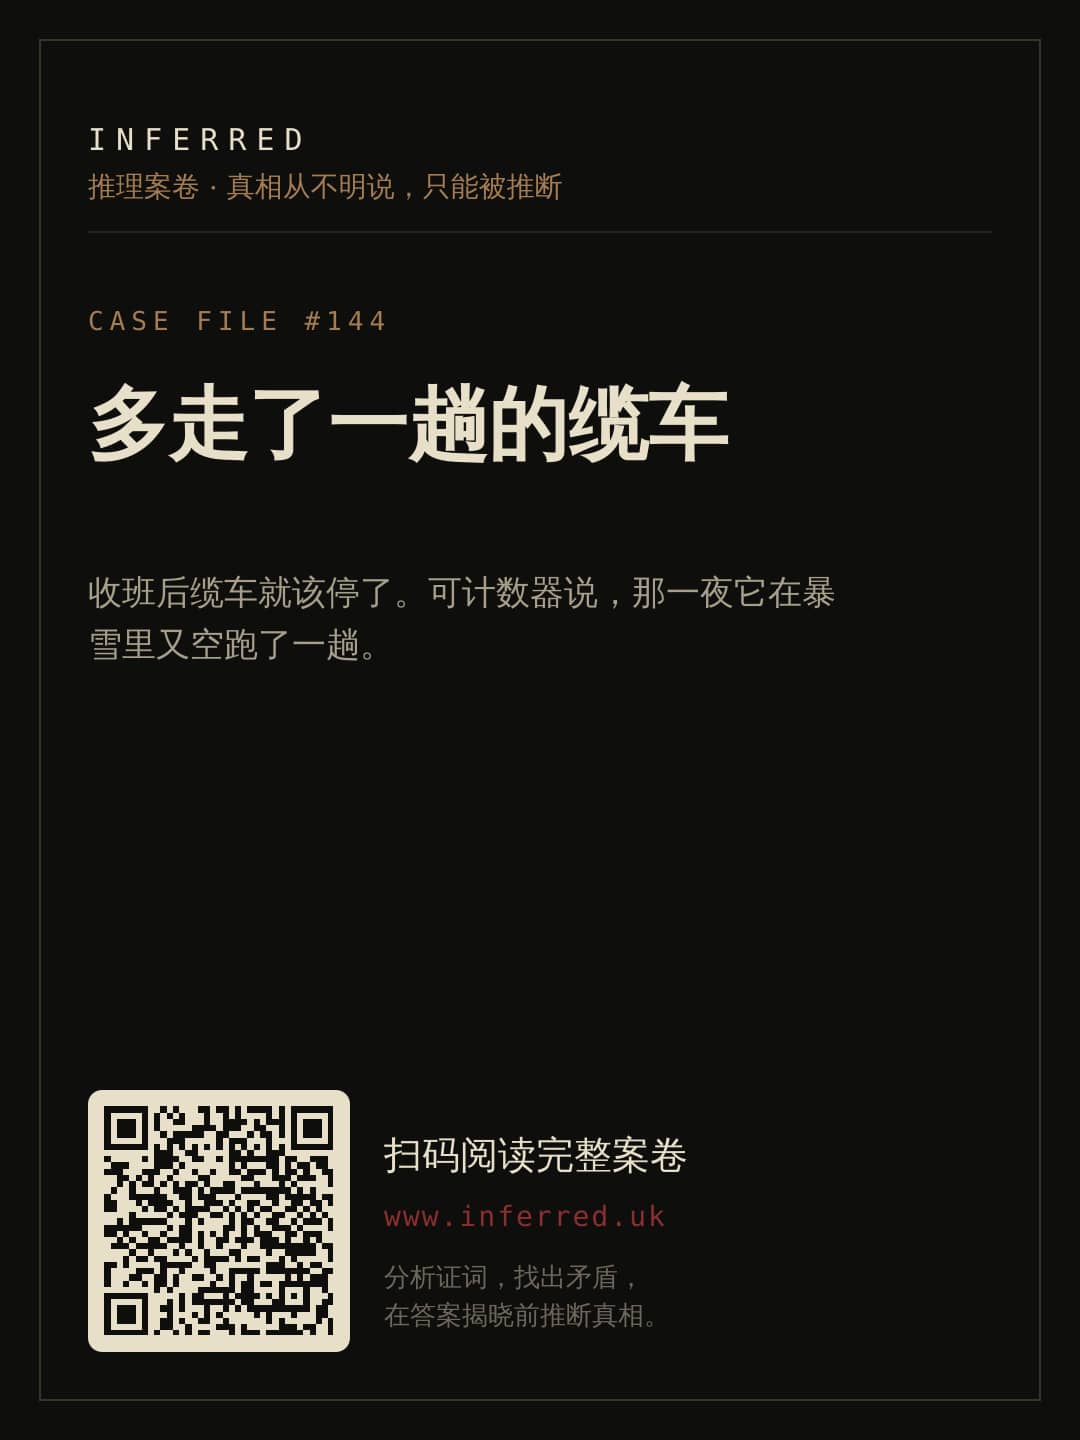 INFERRED
推理案卷 · 真相从不明说，只能被推断
CASE FILE #144
多走了一趟的缆车
收班后缆车就该停了。可计数器说，那一夜它在暴
雪里又空跑了一趟。
扫码阅读完整案卷
www.inferred.uk
分析证词，找出矛盾，
在答案揭晓前推断真相。